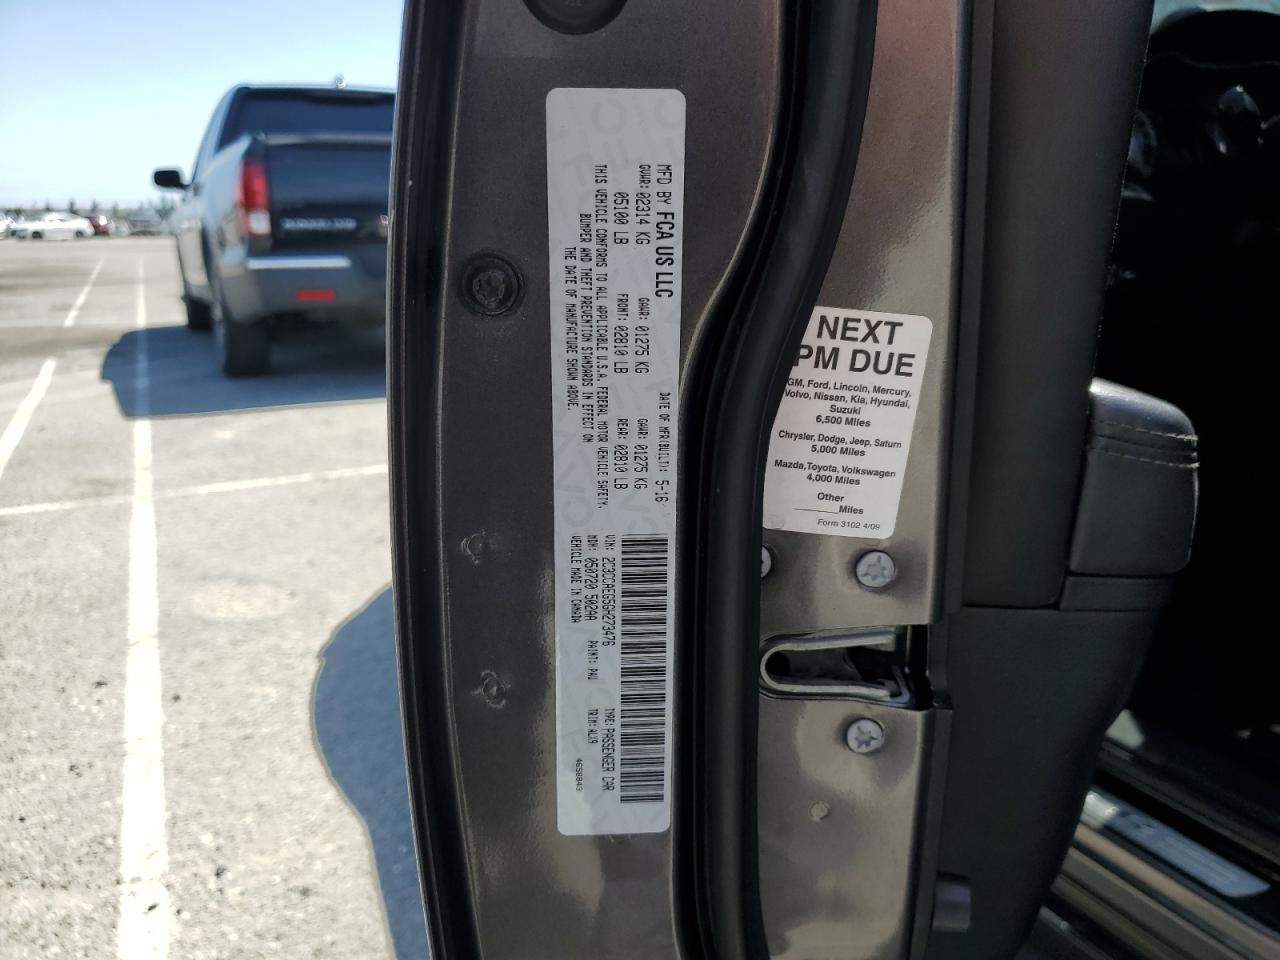 MFD BY FCA US LLC
DATE OF MFR(BUILT): 5-16
GVWR: 02314 KG
GAWR: 01275 KG
GAWR: 01275 KG
05100 LB
FRONT: 02810 LB
REAR: 02810 LB
THIS VEHICLE CONFORMS TO ALL APPLICABLE U.S.A. FEDERAL MOTOR VEHICLE SAFETY,
BUMPER AND THEFT PREVENTION STANDARDS IN EFFECT ON
THE DATE OF MANUFACTURE SHOWN ABOVE.
VIN: 2C3CCAEG5GH273476
TYPE: PASSENGER CAR
MDH: 050720 502AA
PAINT: PAU
TRIM: ALX9
VEHICLE MADE IN CANADA
4658843
NEXT
PM DUE
GM, Ford, Lincoln, Mercury,
Volvo, Nissan, Kia, Hyundai,
Suzuki
6,500 Miles
Chrysler, Dodge, Jeep, Saturn
5,000 Miles
Mazda,Toyota, Volkswagen
4,000 Miles
Other
______Miles
Form 3102 4/09